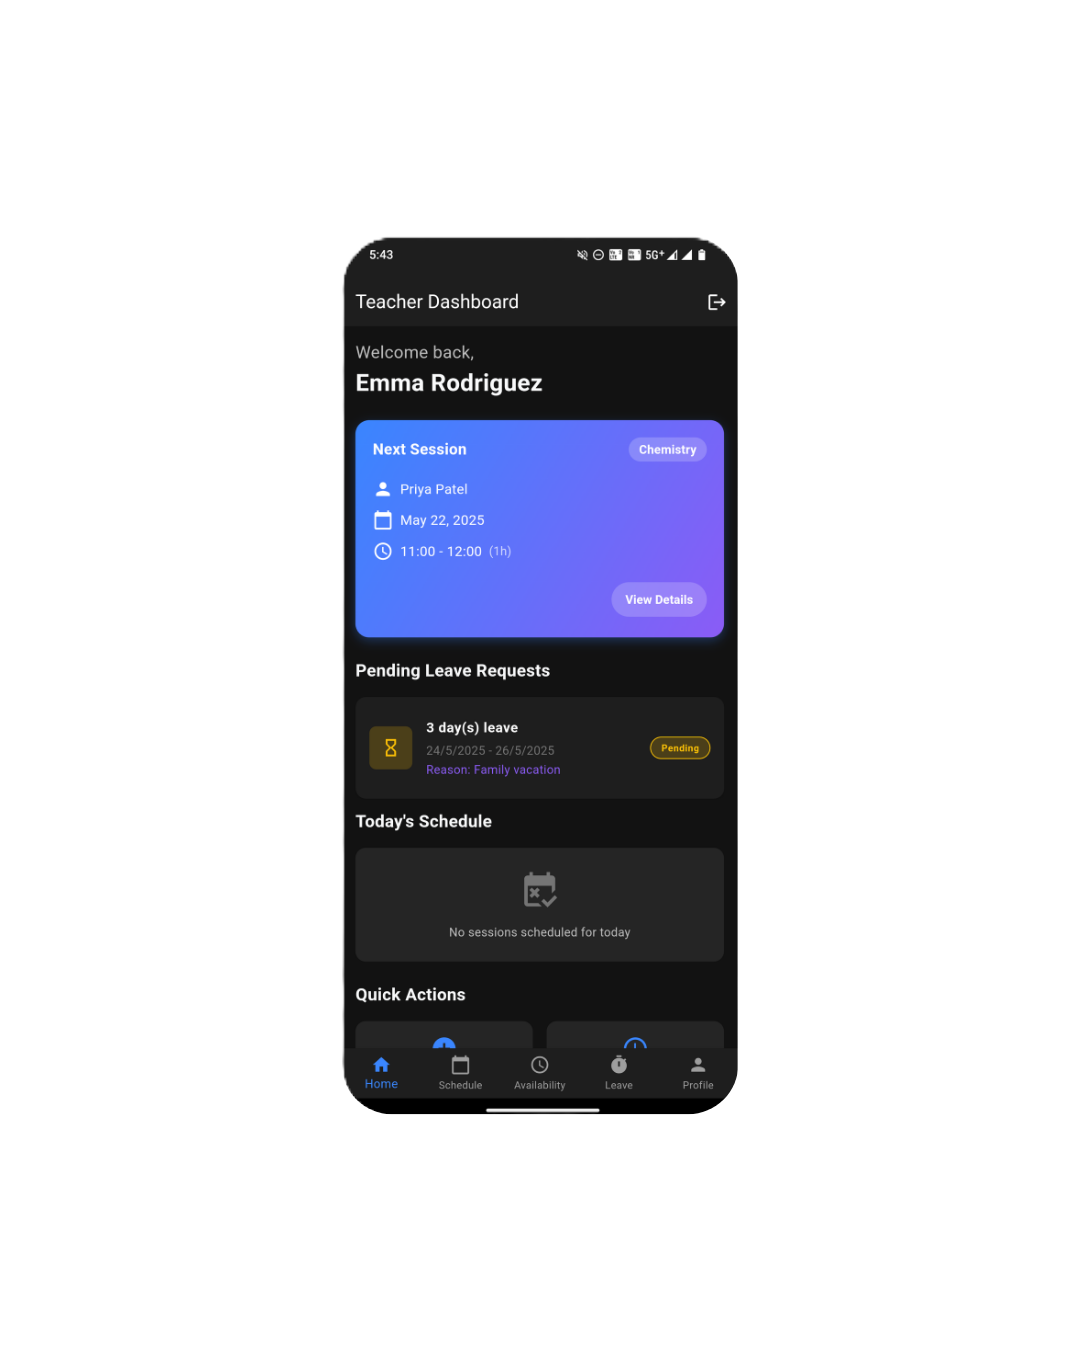 5:43
5G+
Teacher Dashboard
Welcome back,
Emma Rodriguez
Next Session
Chemistry
Priya Patel
May 22, 2025
11:00 - 12:00 (1h)
View Details
Pending Leave Requests
3 day(s) leave
24/5/2025 - 26/5/2025
Pending
Reason: Family vacation
Today's Schedule
No sessions scheduled for today
Quick Actions
Home
Schedule
Availability
Leave
Profile